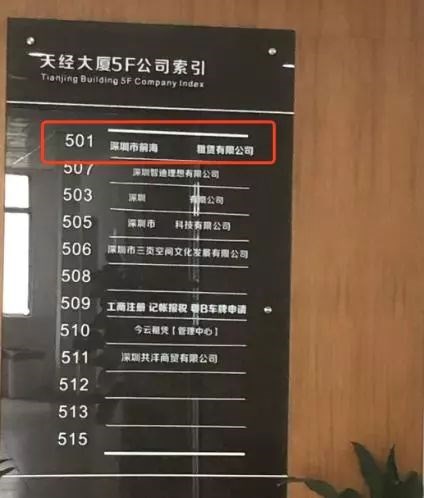 天经大厦5F公司索引
Tianjing Building 5F Company Index
501 深圳市前海 租赁有限公司
507 深圳智迪理想有限公司
503 深圳 有限公司
505 深圳市 科技有限公司
506 深圳市三页空间文化发展有限公司
508
509 工商注册 记帐报税 粤B车牌申请
510 今云租赁【管理中心】
511 深圳共洋商贸有限公司
512
513
515